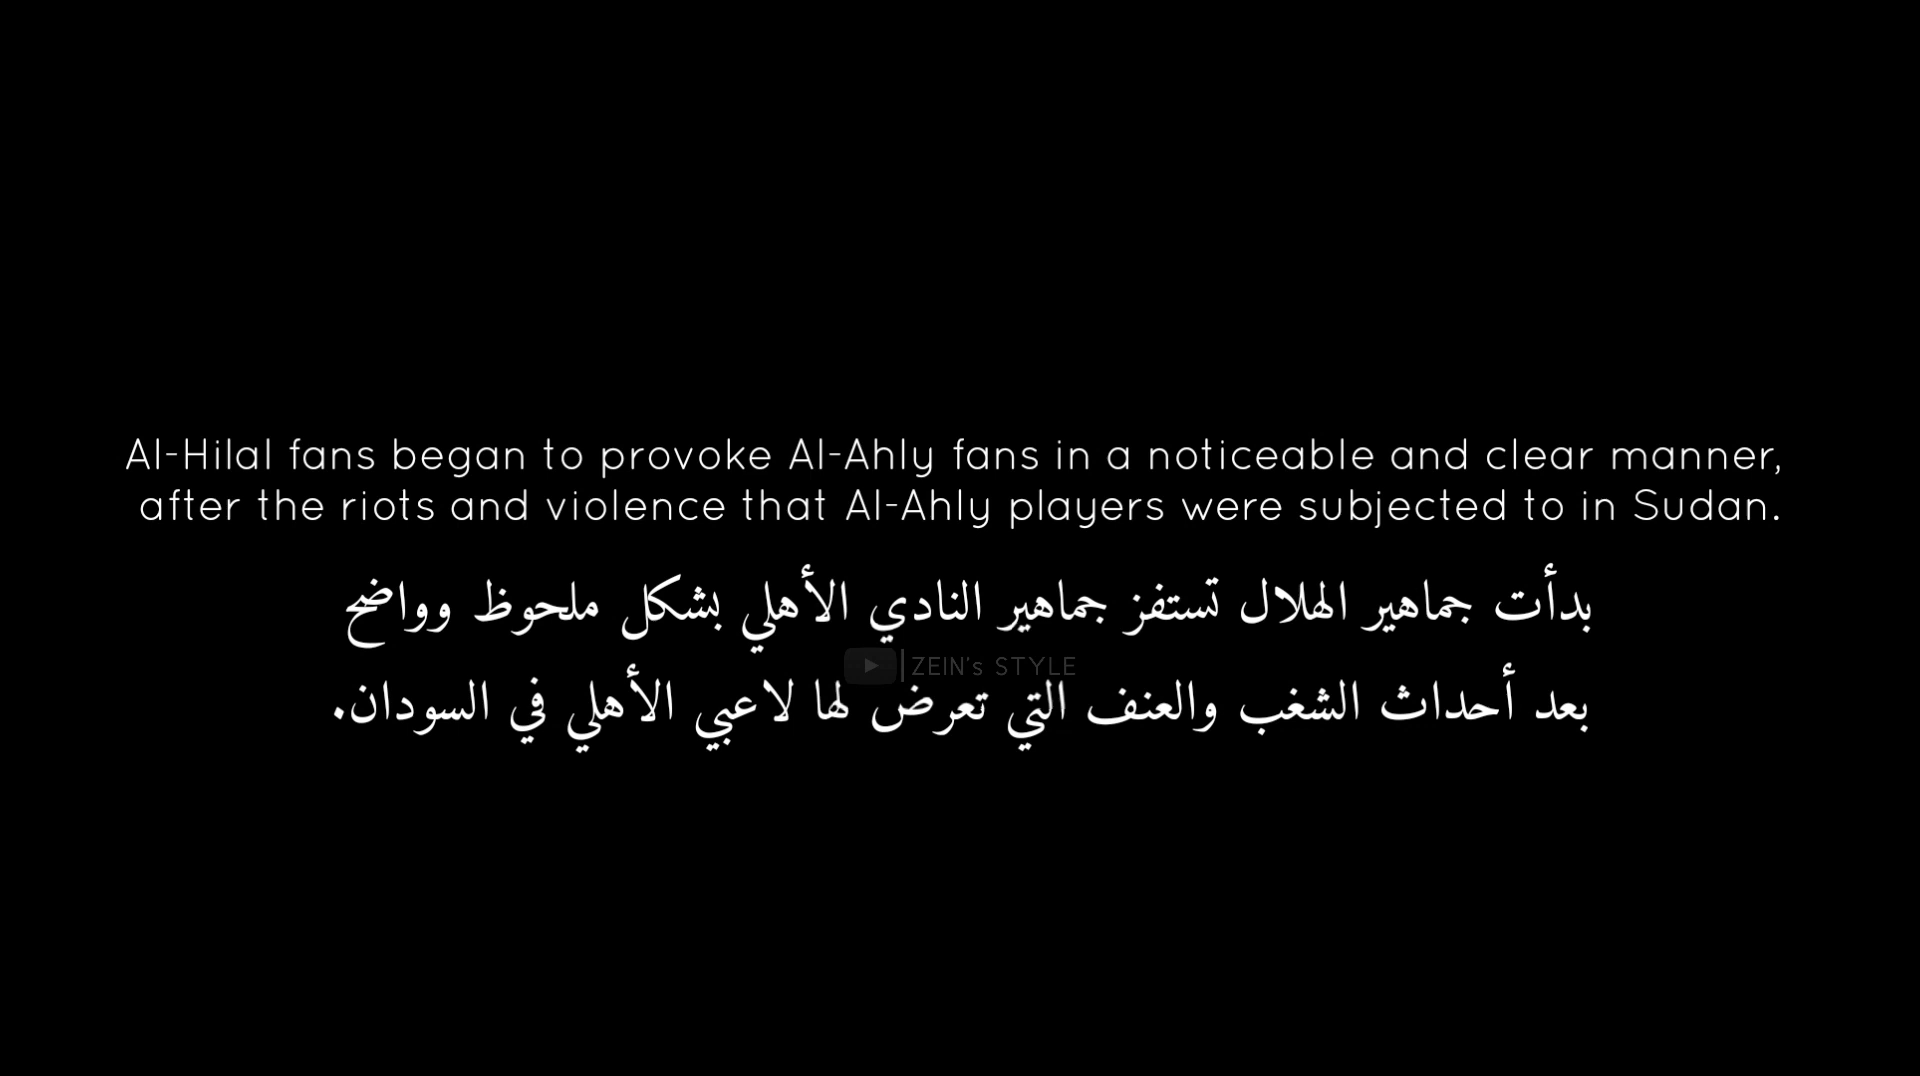 Al-Hilal fans began to provoke Al-Ahly fans in a noticeable and clear manner,
after the riots and violence that Al-Ahly players were subjected to in Sudan.
بدأت جماهير الهلال تستفز جماهير النادي الأهلي بشكل ملحوظ وواضح
ZEIN's STYLE
بعد أحداث الشغب والعنف التي تعرض لها لاعبي الأهلي في السودان.